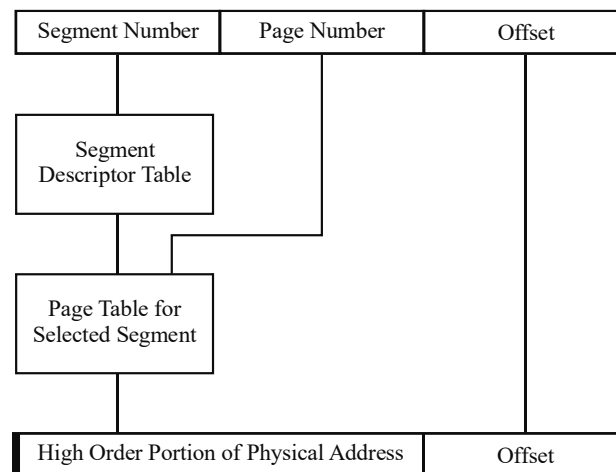 Segment Number Page Number Offset
Segment
Descriptor Table
Page Table for
Selected Segment
High Order Portion of Physical Address Offset